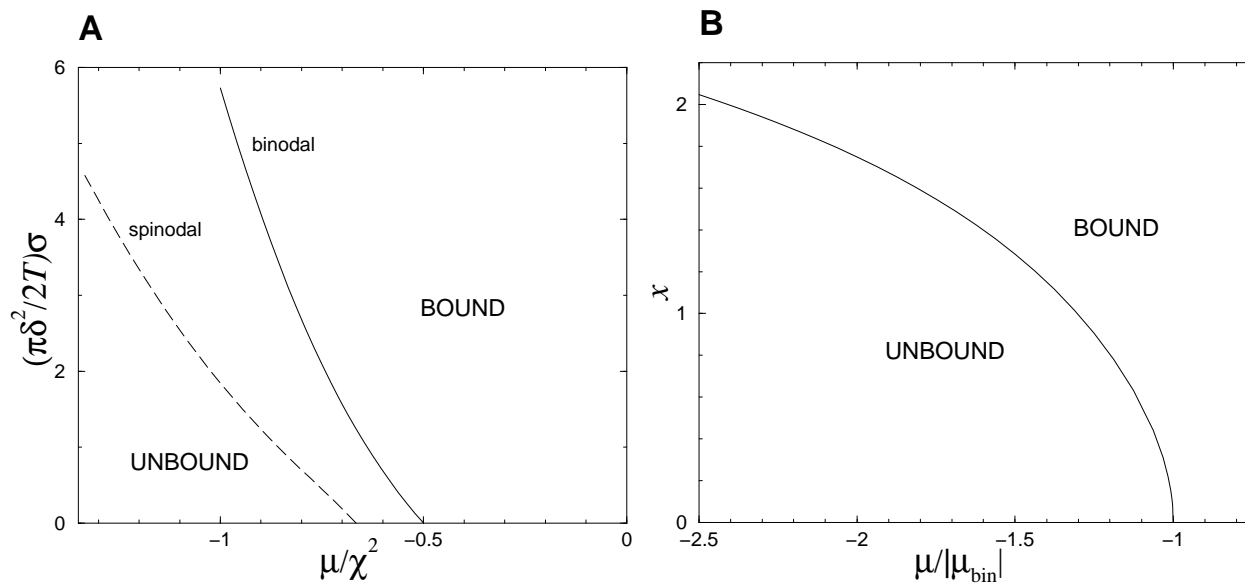 A
6
4
2
0
(πδ²/2T)σ
binodal
spinodal
BOUND
UNBOUND
−1
−0.5
0
μ/χ²
B
2
1
0
x
BOUND
UNBOUND
−2.5
−2
−1.5
−1
μ/|μ_bin|